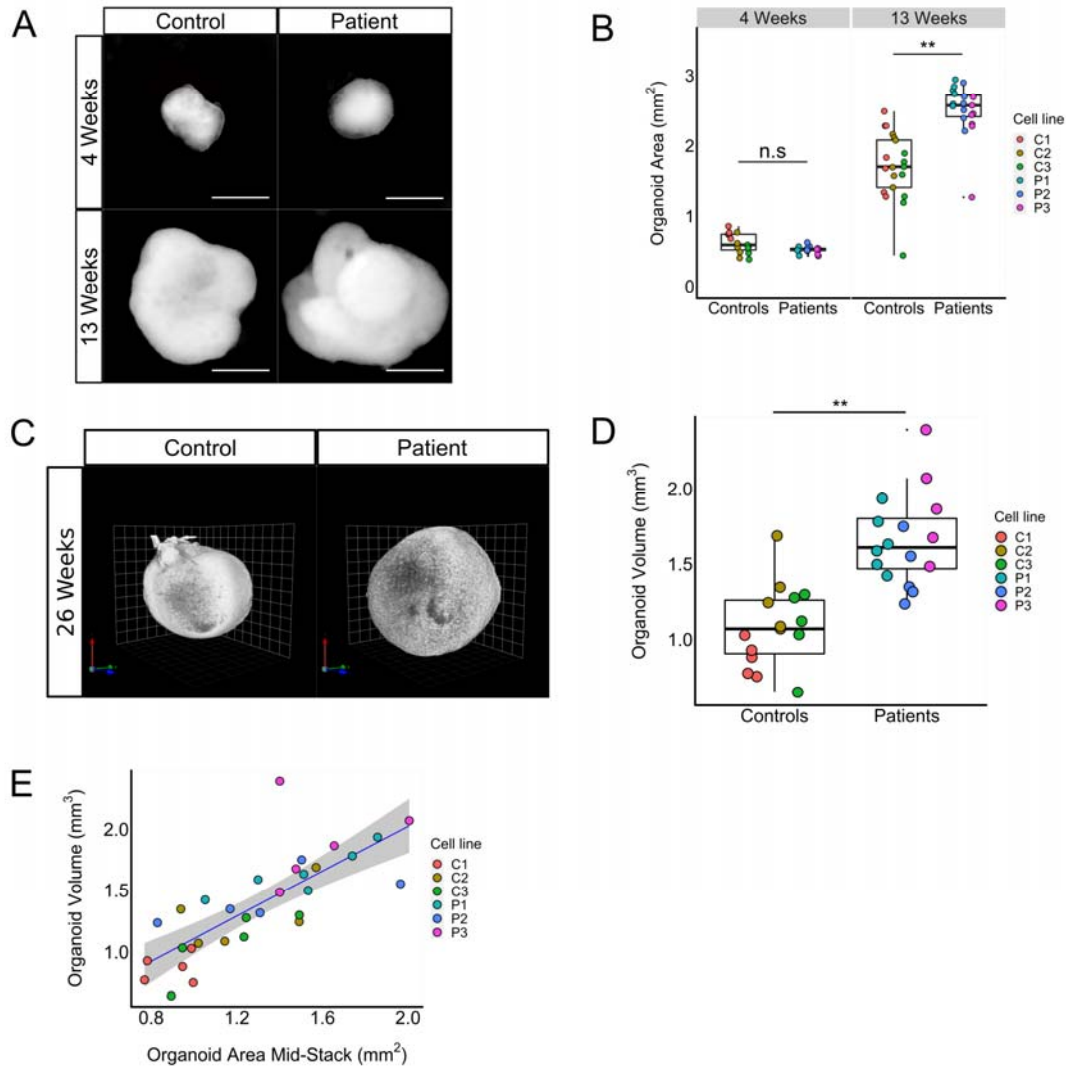 A
Control
Patient
4 Weeks
13 Weeks
B
4 Weeks
13 Weeks
**
n.s
Organoid Area (mm²)
3
2
1
0
Controls
Patients
Controls
Patients
Cell line
C1
C2
C3
P1
P2
P3
C
Control
Patient
26 Weeks
D
**
Organoid Volume (mm³)
2.0
1.5
1.0
Controls
Patients
Cell line
C1
C2
C3
P1
P2
P3
E
Organoid Volume (mm³)
2.0
1.5
1.0
0.8
1.2
1.6
2.0
Organoid Area Mid-Stack (mm²)
Cell line
C1
C2
C3
P1
P2
P3